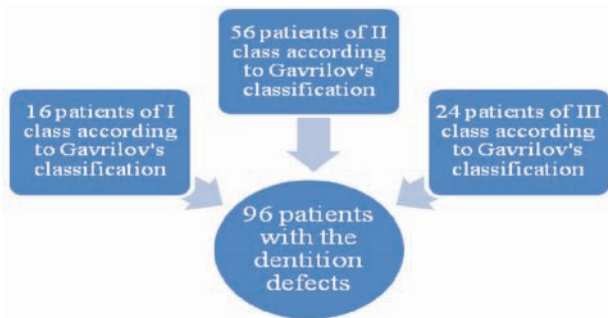 56 patients of II
class according
to Gavrilov's
classification
16 patients of I
class according
to Gavrilov's
classification
24 patients of III
class according
to Gavrilov's
classification
96 patients
with the
dentition
defects